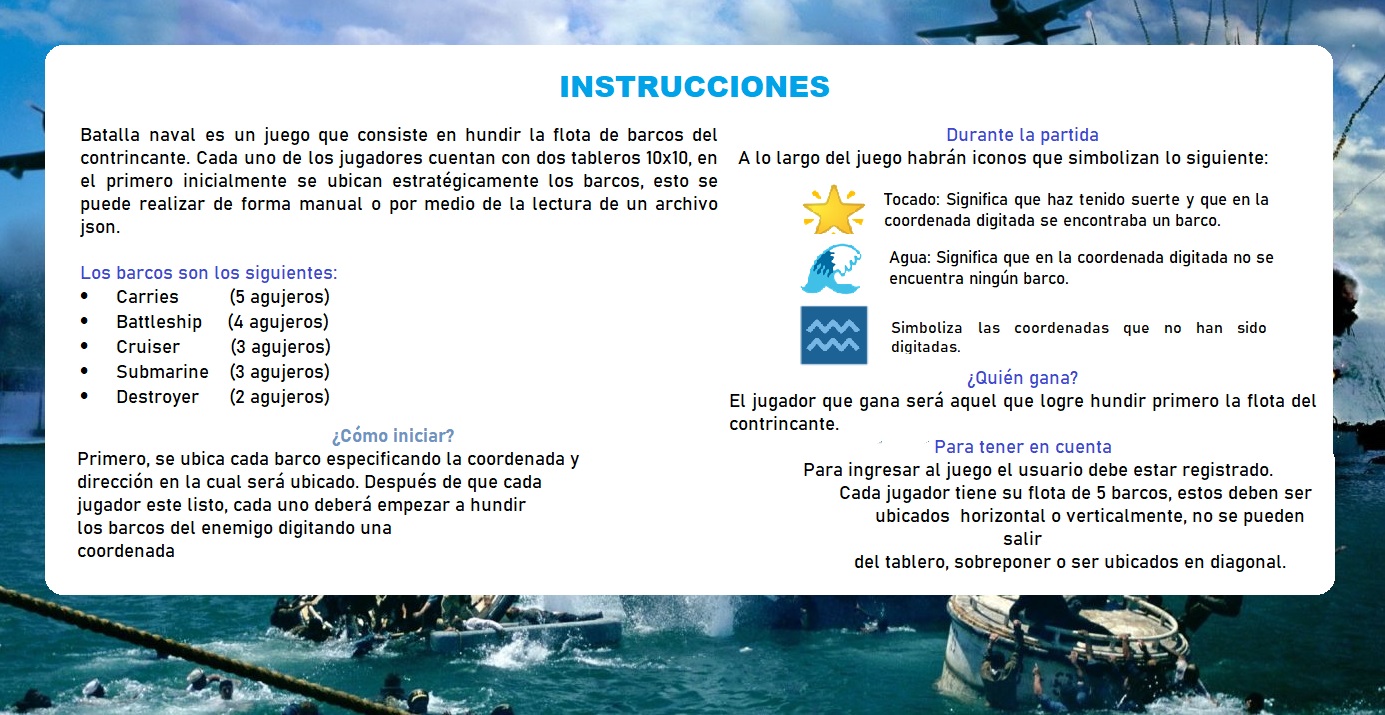 INSTRUCCIONES
Batalla naval es un juego que consiste en hundir la flota de barcos del
contrincante. Cada uno de los jugadores cuentan con dos tableros 10x10, en
el primero inicialmente se ubican estratégicamente los barcos, esto se
puede realizar de forma manual o por medio de la lectura de un archivo
json.
Los barcos son los siguientes:
• Carries (5 agujeros)
• Battleship (4 agujeros)
• Cruiser (3 agujeros)
• Submarine (3 agujeros)
• Destroyer (2 agujeros)
¿Cómo iniciar?
Primero, se ubica cada barco especificando la coordenada y
dirección en la cual será ubicado. Después de que cada
jugador este listo, cada uno deberá empezar a hundir
los barcos del enemigo digitando una
coordenada
Durante la partida
A lo largo del juego habrán iconos que simbolizan lo siguiente:
Tocado: Significa que haz tenido suerte y que en la
coordenada digitada se encontraba un barco.
Agua: Significa que en la coordenada digitada no se
encuentra ningún barco.
Simboliza las coordenadas que no han sido
digitadas.
¿Quién gana?
El jugador que gana será aquel que logre hundir primero la flota del
contrincante.
Para tener en cuenta
Para ingresar al juego el usuario debe estar registrado.
Cada jugador tiene su flota de 5 barcos, estos deben ser
ubicados horizontal o verticalmente, no se pueden
salir
del tablero, sobreponer o ser ubicados en diagonal.